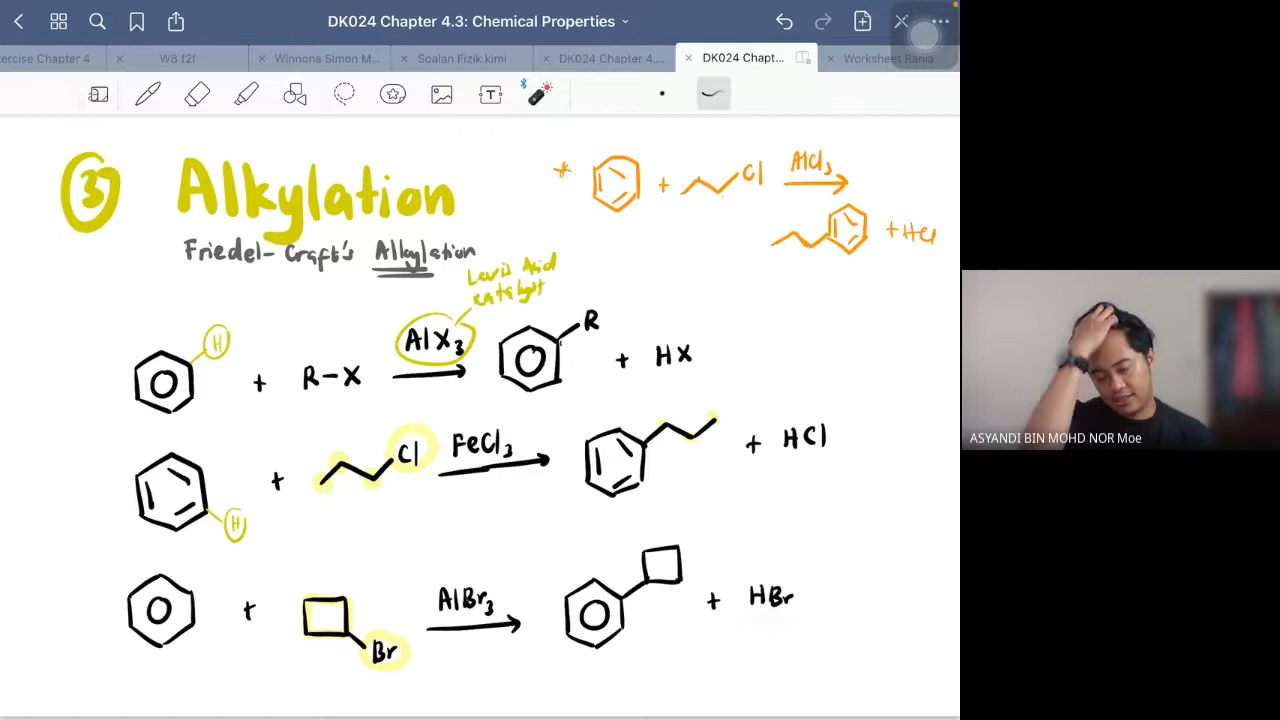 DK024 Chapter 4.3: Chemical Properties
ercise Chapter 4
W8 f2f
Winnona Simon M...
Soalan Fizik kimi
DK024 Chapter 4....
DK024 Chapt...
Worksheet Rania
T
3 Alkylation
Friedel-Craft's Alkylation
* + Cl AlCl3
+ HCl
Lewis Acid
catalyst
H + R-X AlX3 R + HX
H + Cl FeCl3 + HCl
+ Br AlBr3 + HBr
ASYANDI BIN MOHD NOR Moe